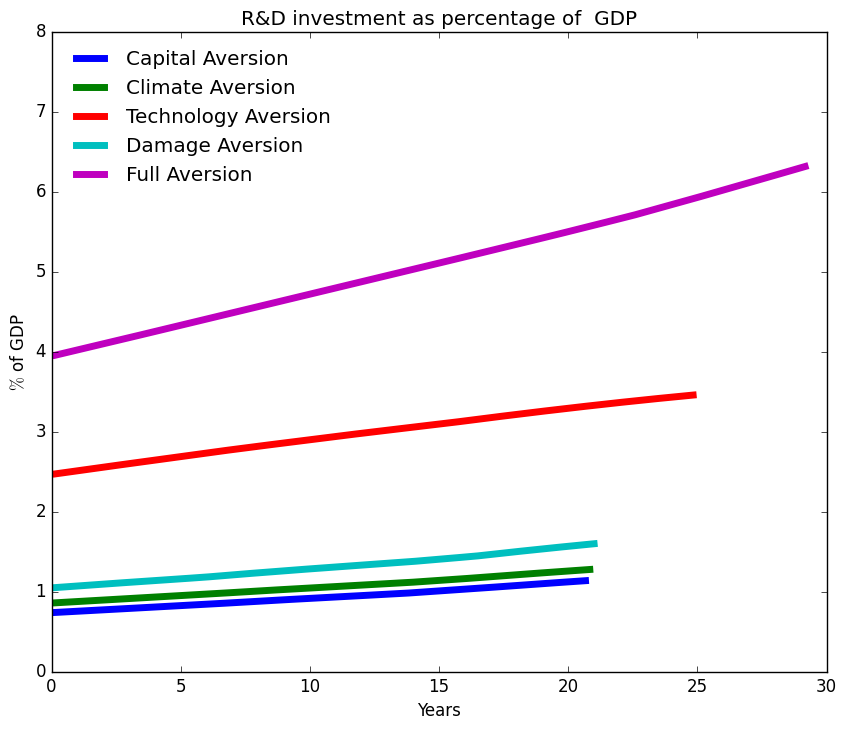 R&D investment as percentage of  GDP
Capital Aversion
Climate Aversion
Technology Aversion
Damage Aversion
Full Aversion
% of GDP
8
7
6
5
4
3
2
1
0
0 5 10 15 20 25 30
Years